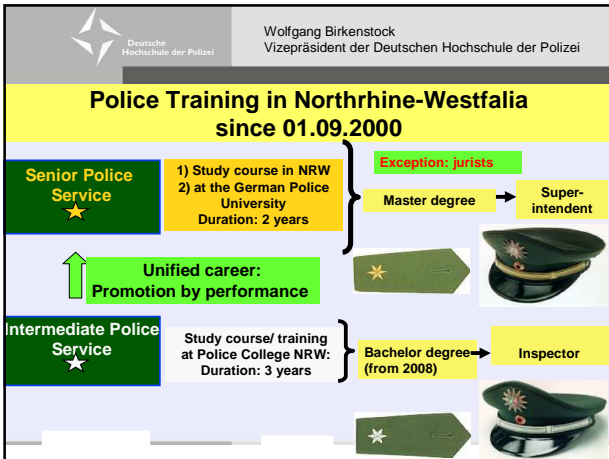 Deutsche
Hochschule der Polizei
Wolfgang Birkenstock
Vizepräsident der Deutschen Hochschule der Polizei
Police Training in Northrhine-Westfalia
since 01.09.2000
Senior Police
Service
1) Study course in NRW
2) at the German Police
University
Duration: 2 years
Exception: jurists
Master degree
Super-
intendent
Unified career:
Promotion by performance
Intermediate Police
Service
Study course/ training
at Police College NRW:
Duration: 3 years
Bachelor degree
(from 2008)
Inspector